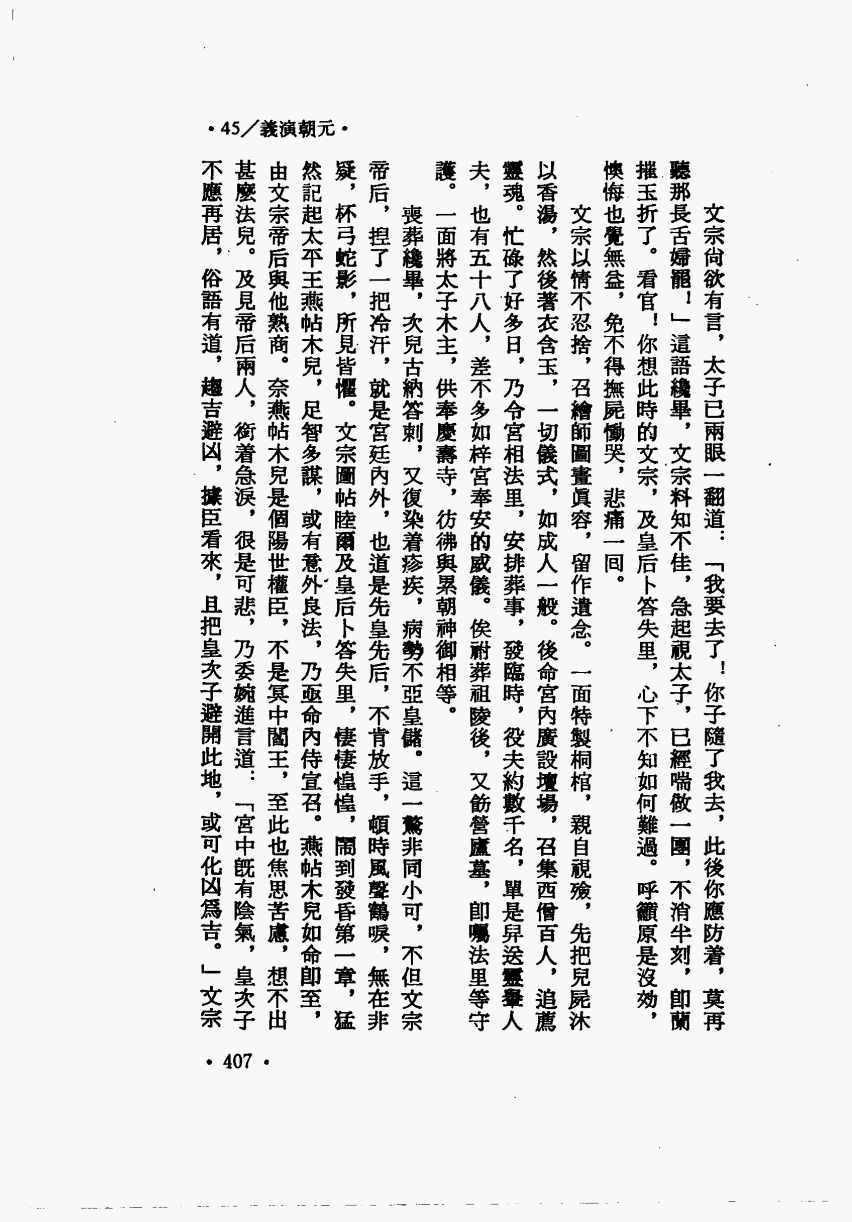 •45／義演朝元•
文宗尙欲有言，太子已兩眼一翻道：「我要去了！你子隨了我去，此後你應防着，莫再
聽那長舌婦罷！」這語纔畢，文宗料知不佳，急起視太子，已經喘做一團，不消半刻，卽蘭
摧玉折了。看官！你想此時的文宗，及皇后卜答失里，心下不知如何難過。呼籲原是沒効，
懊悔也覺無益，免不得撫屍慟哭，悲痛一回。
文宗以情不忍捨，召繪師圖畫眞容，留作遺念。一面特製桐棺，親自視殮，先把兒屍沐
以香湯，然後著衣含玉，一切儀式，如成人一般。後命宮內廣設壇場，召集西僧百人，追薦
靈魂。忙碌了好多日，乃令宮相法里，安排葬事，發臨時，役夫約數千名，單是舁送靈轝人
夫，也有五十八人，差不多如梓宮奉安的威儀。俟祔葬祖陵後，又飭營廬墓，卽囑法里等守
護。一面將太子木主，供奉慶壽寺，彷彿與累朝神御相等。
喪葬纔畢，次兒古納答剌，又復染着疹疾，病勢不亞皇儲。這一驚非同小可，不但文宗
帝后，捏了一把冷汗，就是宮廷內外，也道是先皇先后，不肯放手，頓時風聲鶴唳，無在非
疑，杯弓蛇影，所見皆懼。文宗圖帖睦爾及皇后卜答失里，悽悽惶惶，鬧到發昏第一章，猛
然記起太平王燕帖木兒，足智多謀，或有意外良法，乃亟命內侍宣召。燕帖木兒如命卽至，
由文宗帝后與他熟商。奈燕帖木兒是個陽世權臣，不是冥中閻王，至此也焦思苦慮，想不出
甚麼法兒。及見帝后兩人，銜着急淚，很是可悲，乃委婉進言道：「宮中旣有陰氣，皇次子
不應再居，俗語有道，趨吉避凶，據臣看來，且把皇次子避開此地，或可化凶爲吉。」文宗
•407•